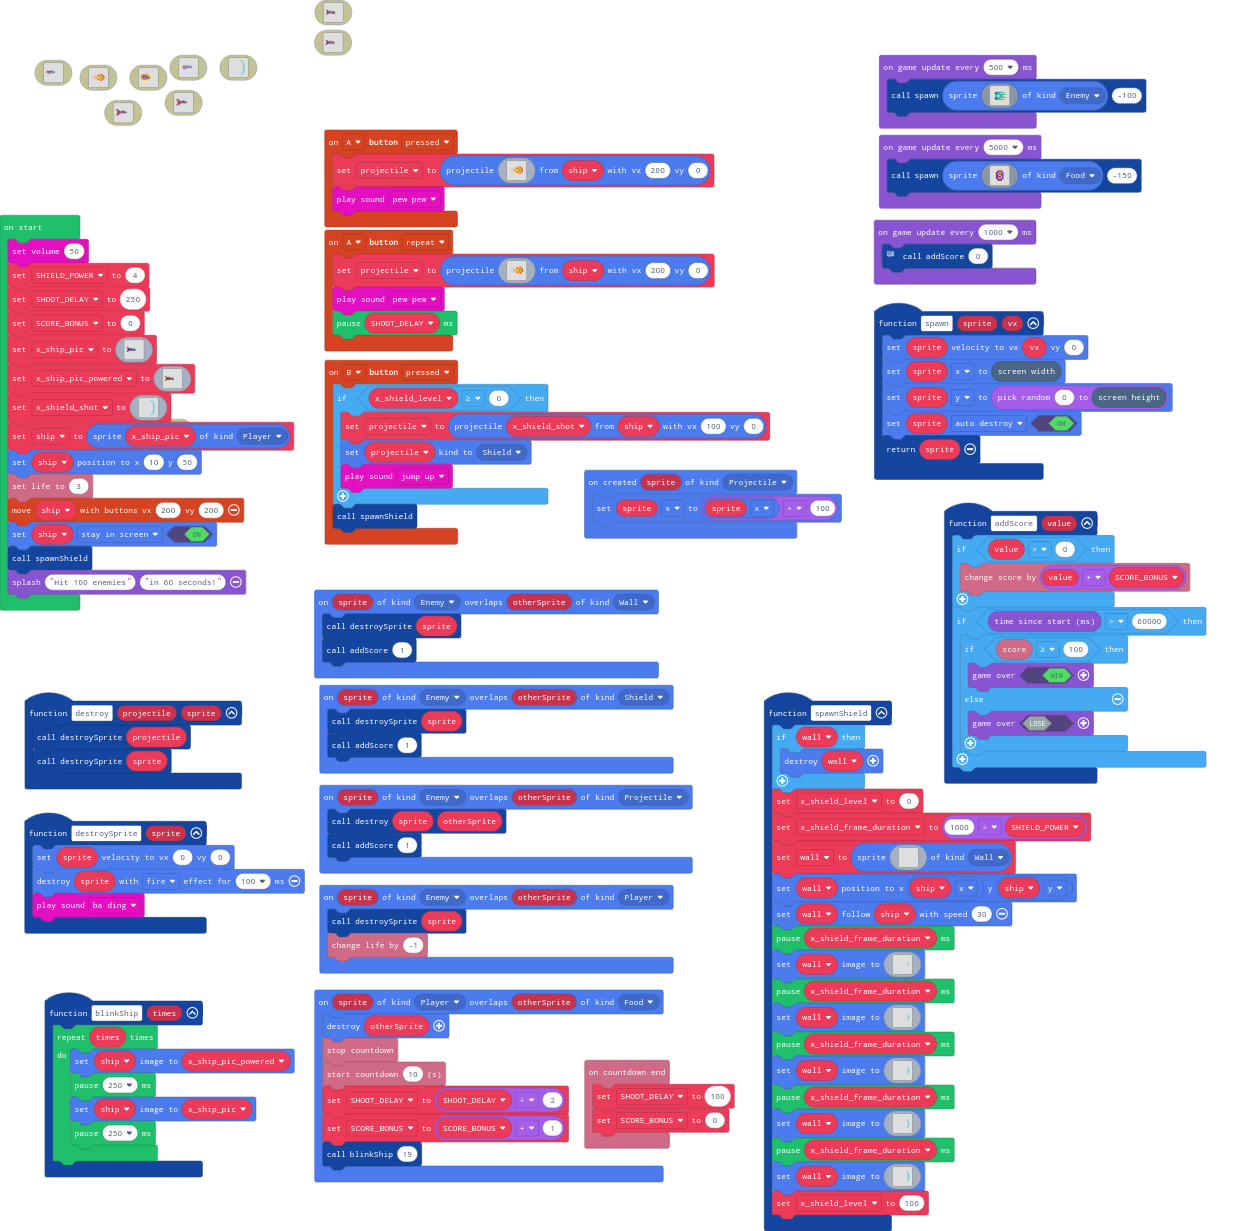 on start
set volume 50
set SHIELD_POWER to 4
set SHOOT_DELAY to 250
set SCORE_BONUS to 0
set x_ship_pic to
set x_ship_pic_powered to
set x_shield_shot to
set ship to sprite x_ship_pic of kind Player
set ship position to x 10 y 50
set life to 3
move ship with buttons vx 200 vy 200
set ship stay in screen ON
call spawnShield
splash "Hit 100 enemies" "in 60 seconds!"
function destroy projectile sprite
call destroySprite projectile
call destroySprite sprite
function destroySprite sprite
set sprite velocity to vx 0 vy 0
destroy sprite with fire effect for 100 ms
play sound ba ding
function blinkShip times
repeat times times
do
set ship image to x_ship_pic_powered
pause 250 ms
set ship image to x_ship_pic
pause 250 ms
on A button pressed
set projectile to projectile from ship with vx 200 vy 0
play sound pew pew
on A button repeat
set projectile to projectile from ship with vx 200 vy 0
play sound pew pew
pause SHOOT_DELAY ms
on B button pressed
if x_shield_level ≥ 0 then
set projectile to projectile x_shield_shot from ship with vx 100 vy 0
set projectile kind to Shield
play sound jump up
call spawnShield
on created sprite of kind Projectile
set sprite x to sprite x + 100
on sprite of kind Enemy overlaps otherSprite of kind Wall
call destroySprite sprite
call addScore 1
on sprite of kind Enemy overlaps otherSprite of kind Shield
call destroySprite sprite
call addScore 1
on sprite of kind Enemy overlaps otherSprite of kind Projectile
call destroy sprite otherSprite
call addScore 1
on sprite of kind Enemy overlaps otherSprite of kind Player
call destroySprite sprite
change life by -1
on sprite of kind Player overlaps otherSprite of kind Food
destroy otherSprite
stop countdown
start countdown 10 (s)
set SHOOT_DELAY to SHOOT_DELAY ÷ 2
set SCORE_BONUS to SCORE_BONUS + 1
call blinkShip 19
on countdown end
set SHOOT_DELAY to 100
set SCORE_BONUS to 0
on game update every 500 ms
call spawn sprite of kind Enemy -100
on game update every 5000 ms
call spawn sprite of kind Food -150
on game update every 1000 ms
call addScore 0
function spawn sprite vx
set sprite velocity to vx vx vy 0
set sprite x to screen width
set sprite y to pick random 0 to screen height
set sprite auto destroy ON
return sprite
function addScore value
if value > 0 then
change score by value + SCORE_BONUS
if time since start (ms) > 60000 then
if score ≥ 100 then
game over WIN
else
game over LOSE
function spawnShield
if wall then
destroy wall
set x_shield_level to 0
set x_shield_frame_duration to 1000 ÷ SHIELD_POWER
set wall to sprite of kind Wall
set wall position to x ship x y ship y
set wall follow ship with speed 30
pause x_shield_frame_duration ms
set wall image to
pause x_shield_frame_duration ms
set wall image to
pause x_shield_frame_duration ms
set wall image to
pause x_shield_frame_duration ms
set wall image to
pause x_shield_frame_duration ms
set wall image to
set x_shield_level to 100